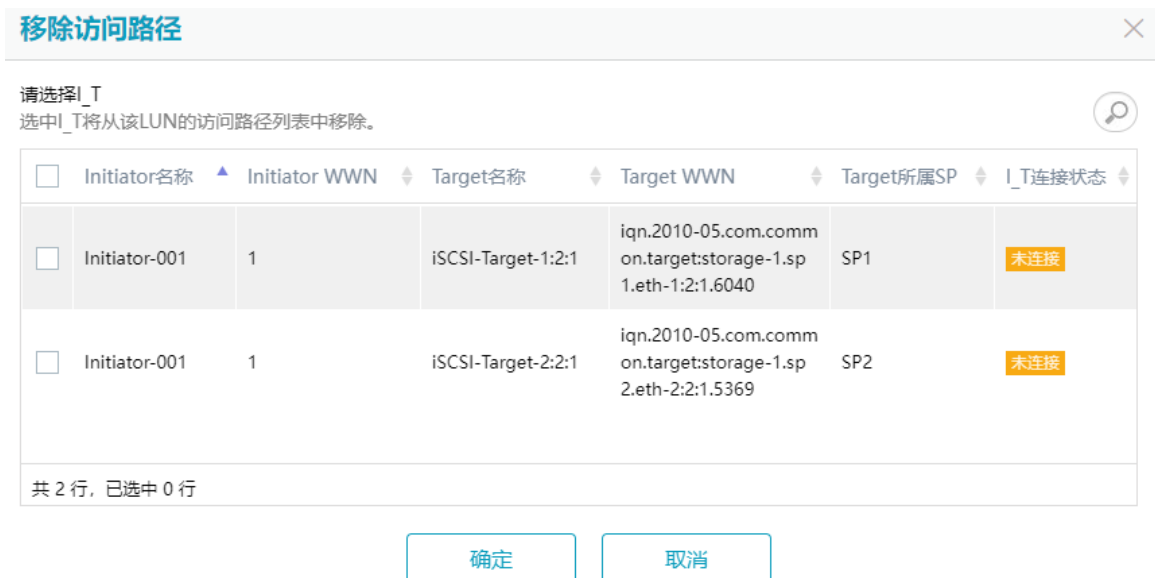 移除访问路径
请选择I_T
选中I_T将从该LUN的访问路径列表中移除。
Initiator名称 Initiator WWN Target名称 Target WWN Target所属SP I_T连接状态
iqn.2010-05.com.comm
Initiator-001 1 iSCSI-Target-1:2:1 on.target:storage-1.sp SP1 未连接
1.eth-1:2:1.6040
iqn.2010-05.com.comm
Initiator-001 1 iSCSI-Target-2:2:1 on.target:storage-1.sp SP2 未连接
2.eth-2:2:1.5369
共 2 行，已选中 0 行
确定 取消